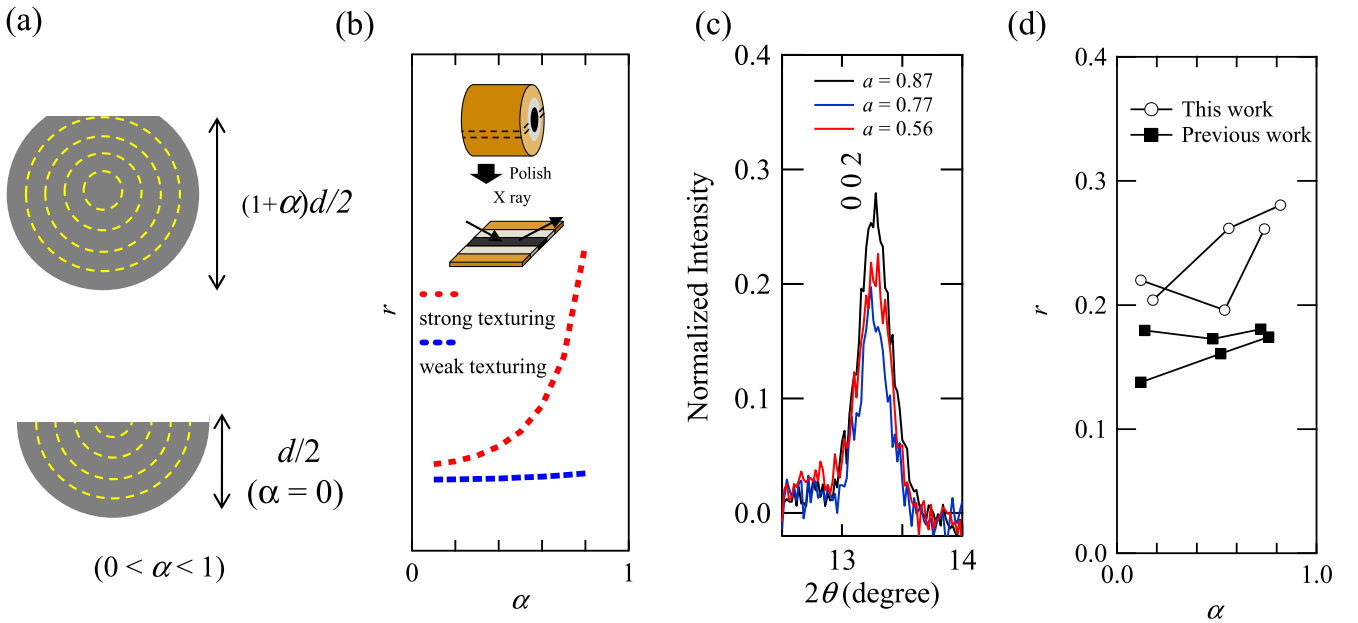 (a)
(1+α)d/2
d/2
(α = 0)
(0 < α < 1)
(b)
Polish
X ray
strong texturing
weak texturing
r
0
1
α
(c)
0.4
0.3
0.2
0.1
0.0
Normalized Intensity
a = 0.87
a = 0.77
a = 0.56
0 0 2
13
14
2θ (degree)
(d)
0.4
0.3
0.2
0.1
0.0
r
This work
Previous work
0.0
1.0
α